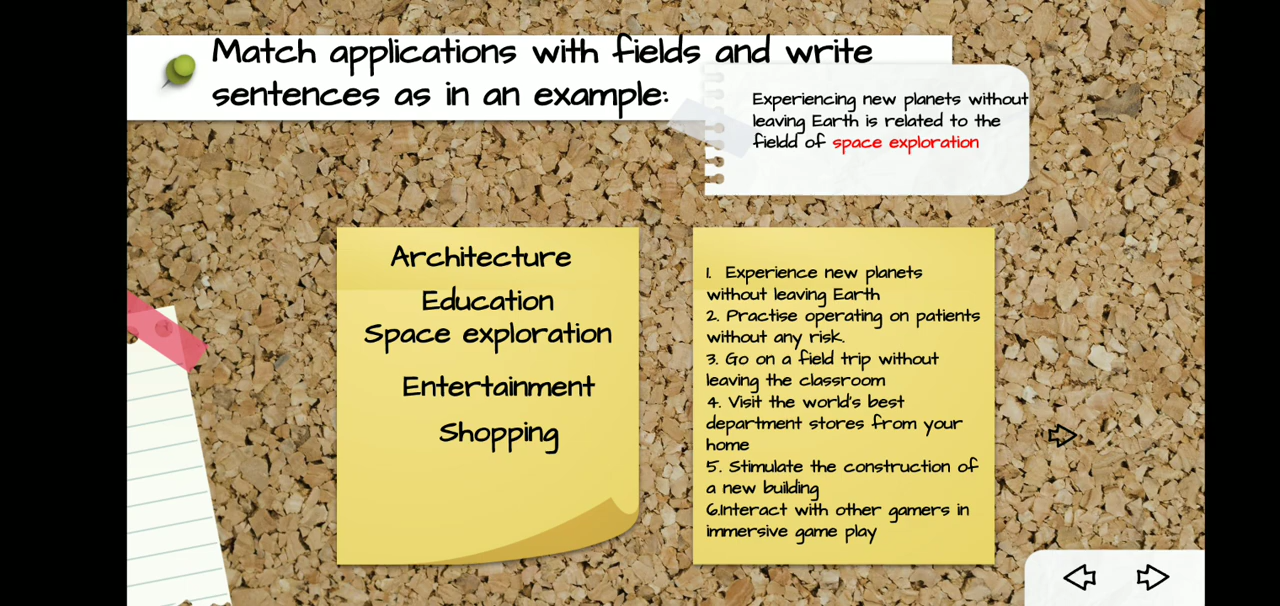 Match applications with fields and write
sentences as in an example:
Experiencing new planets without
leaving Earth is related to the
fieldd of space exploration
Architecture
Education
Space exploration
Entertainment
Shopping
1. Experience new planets
without leaving Earth
2. Practise operating on patients
without any risk.
3. Go on a field trip without
leaving the classroom
4. Visit the world's best
department stores from your
home
5. Stimulate the construction of
a new building
6.Interact with other gamers in
immersive game play